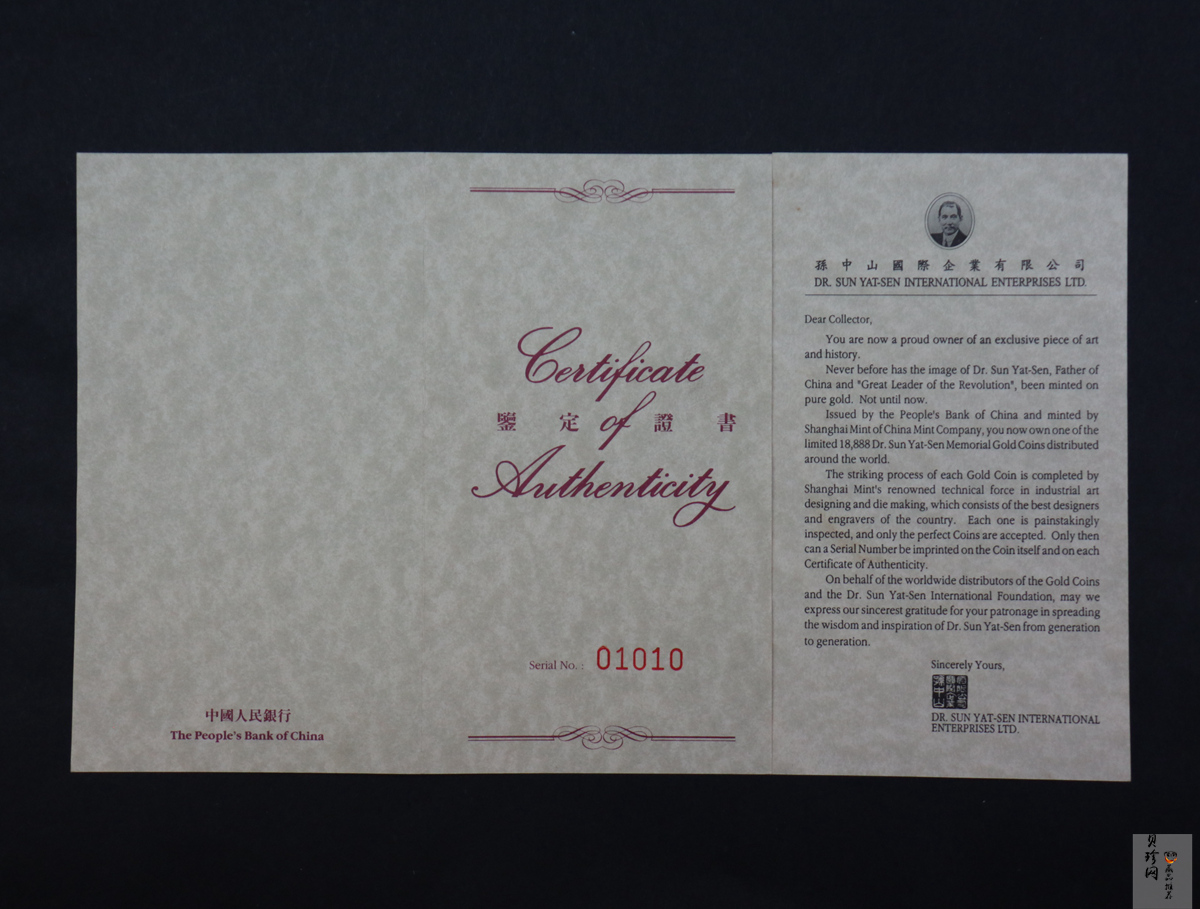 中國人民銀行
The People's Bank of China
Certificate
鑒 定 of 證 書
Authenticity
Serial No. : 01010
孫中山國際企業有限公司
DR. SUN YAT-SEN INTERNATIONAL ENTERPRISES LTD.
Dear Collector,
You are now a proud owner of an exclusive piece of art
and history.
Never before has the image of Dr. Sun Yat-Sen, Father of
China and "Great Leader of the Revolution", been minted on
pure gold. Not until now.
Issued by the People's Bank of China and minted by
Shanghai Mint of China Mint Company, you now own one of the
limited 18,888 Dr. Sun Yat-Sen Memorial Gold Coins distributed
around the world.
The striking process of each Gold Coin is completed by
Shanghai Mint's renowned technical force in industrial art
designing and die making, which consists of the best designers
and engravers of the country. Each one is painstakingly
inspected, and only the perfect Coins are accepted. Only then
can a Serial Number be imprinted on the Coin itself and on each
Certificate of Authenticity.
On behalf of the worldwide distributors of the Gold Coins
and the Dr. Sun Yat-Sen International Foundation, may we
express our sincerest gratitude for your patronage in spreading
the wisdom and inspiration of Dr. Sun Yat-Sen from generation
to generation.
Sincerely Yours,
DR. SUN YAT-SEN INTERNATIONAL
ENTERPRISES LTD.
贝珍网